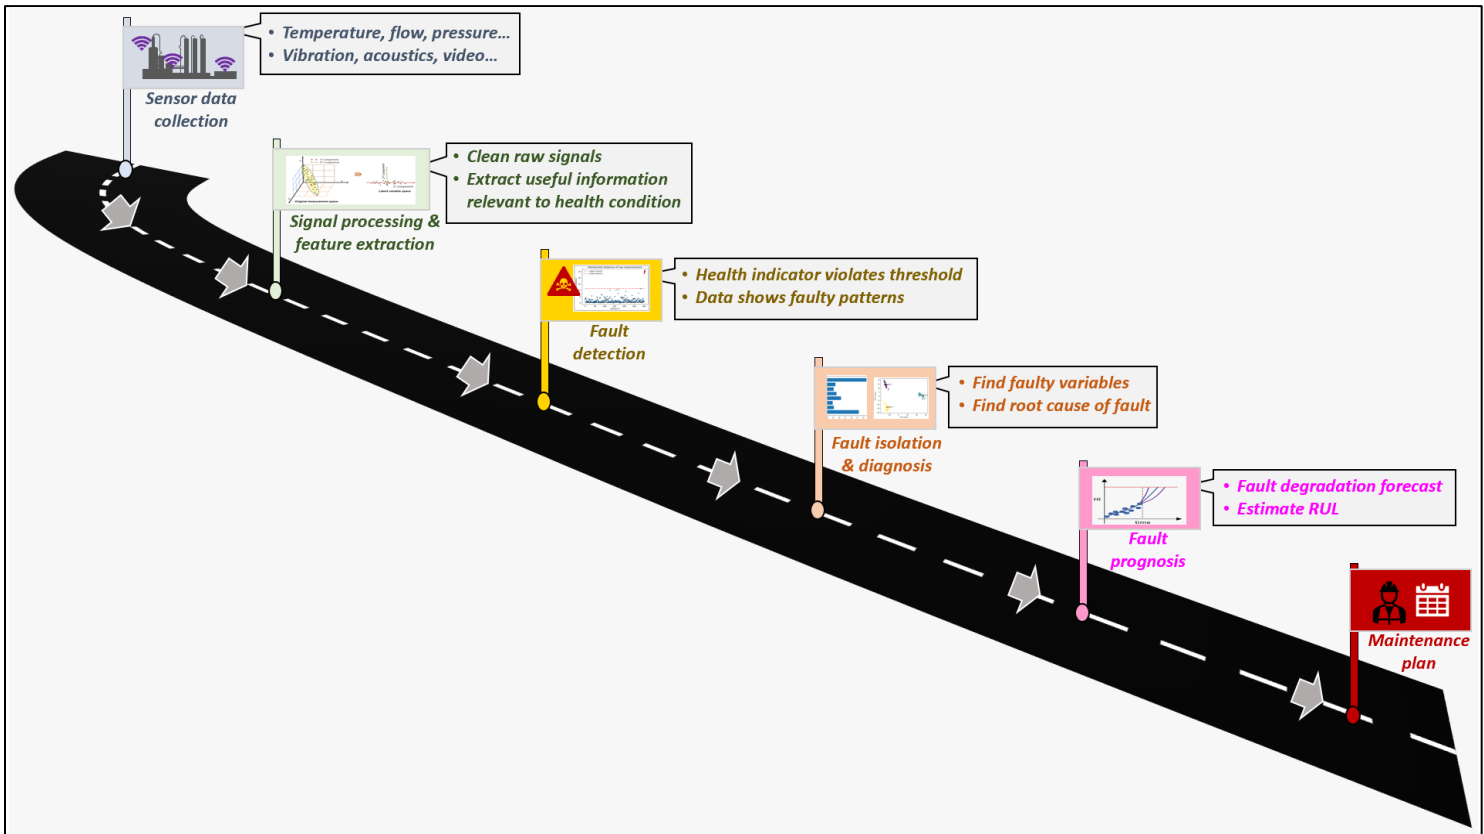 • Temperature, flow, pressure...
• Vibration, acoustics, video...
Sensor data
collection
• Clean raw signals
• Extract useful information
relevant to health condition
Signal processing &
feature extraction
• Health indicator violates threshold
• Data shows faulty patterns
Fault
detection
• Find faulty variables
• Find root cause of fault
Fault isolation
& diagnosis
• Fault degradation forecast
• Estimate RUL
HI
time
Fault
prognosis
Maintenance
plan